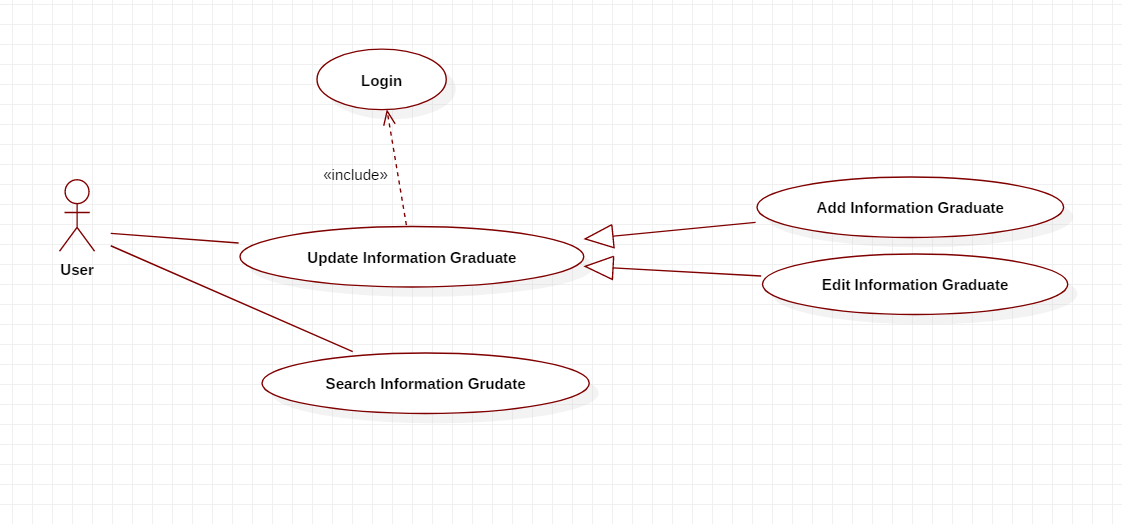 Login
«include»
Add Information Graduate
User
Update Information Graduate
Edit Information Graduate
Search Information Grudate